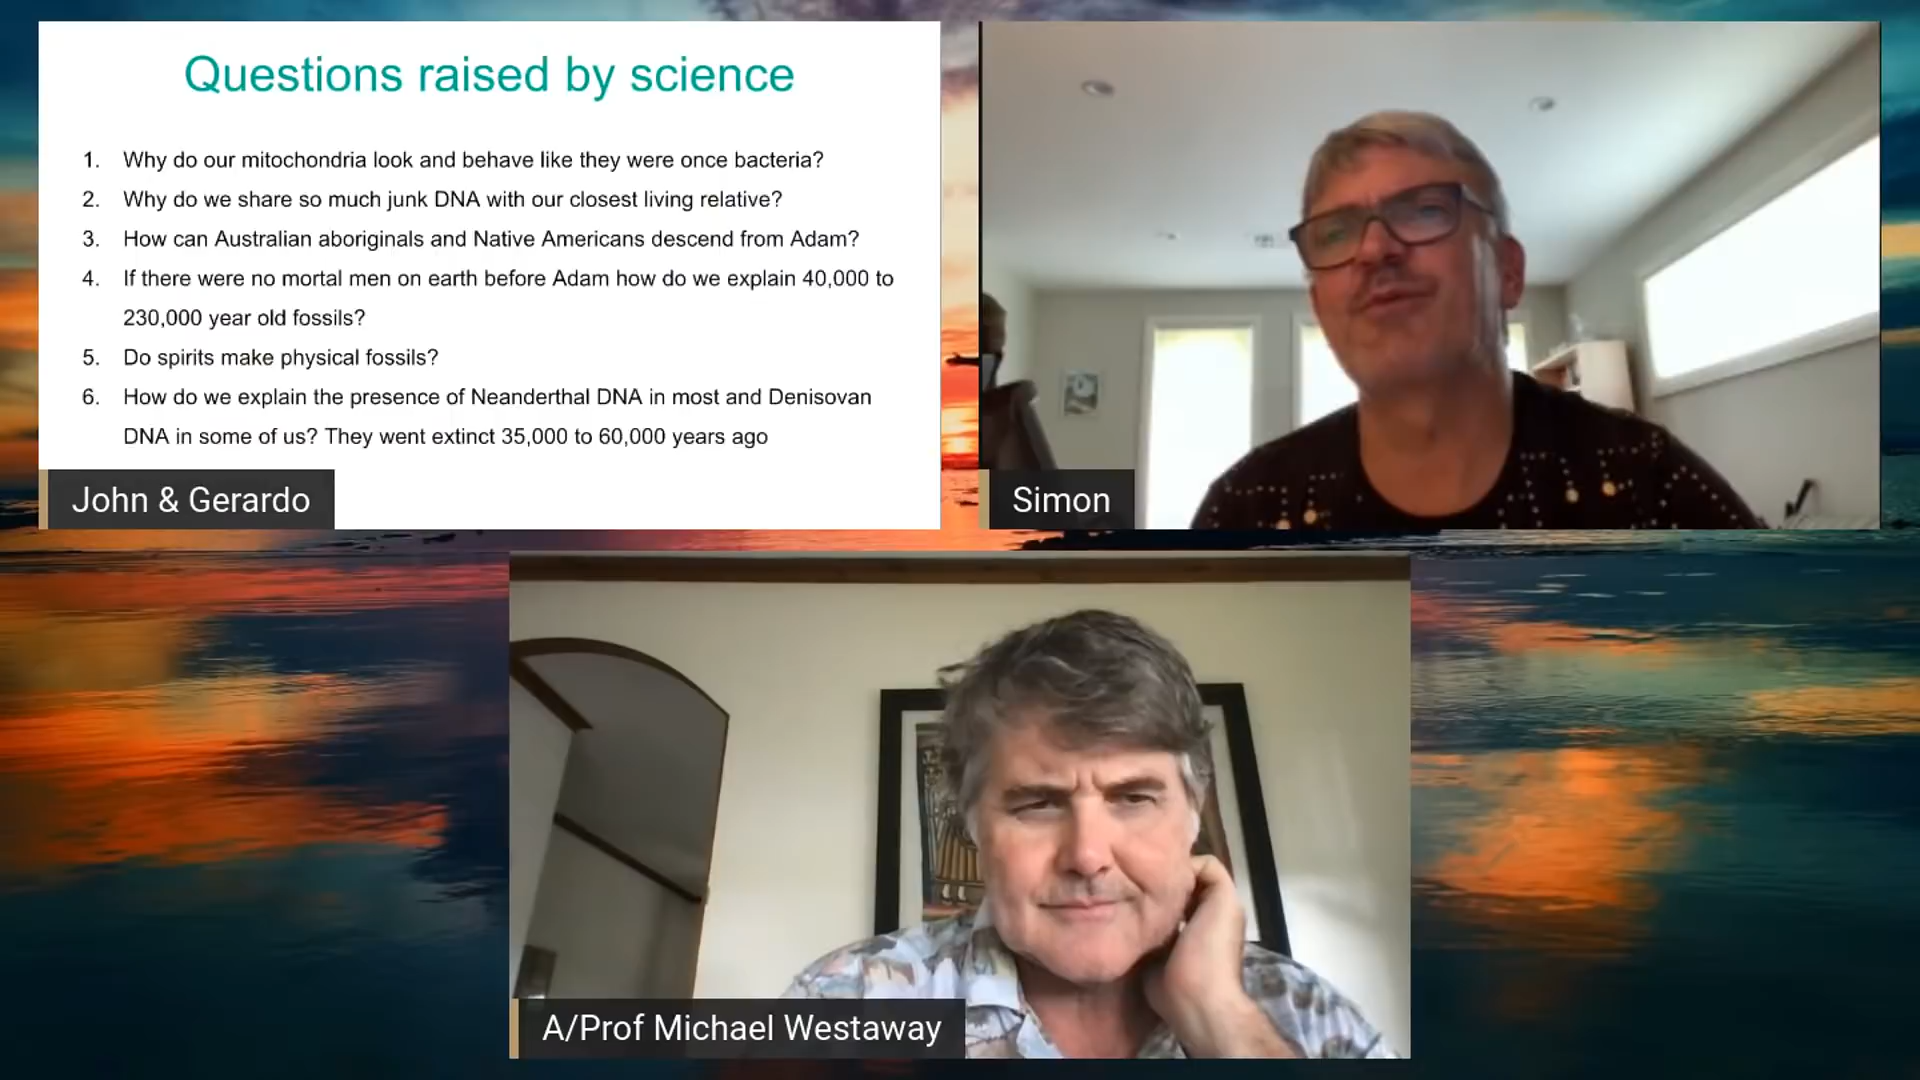 Questions raised by science
1. Why do our mitochondria look and behave like they were once bacteria?
2. Why do we share so much junk DNA with our closest living relative?
3. How can Australian aboriginals and Native Americans descend from Adam?
4. If there were no mortal men on earth before Adam how do we explain 40,000 to
230,000 year old fossils?
5. Do spirits make physical fossils?
6. How do we explain the presence of Neanderthal DNA in most and Denisovan
DNA in some of us? They went extinct 35,000 to 60,000 years ago
John & Gerardo
Simon
A/Prof Michael Westaway